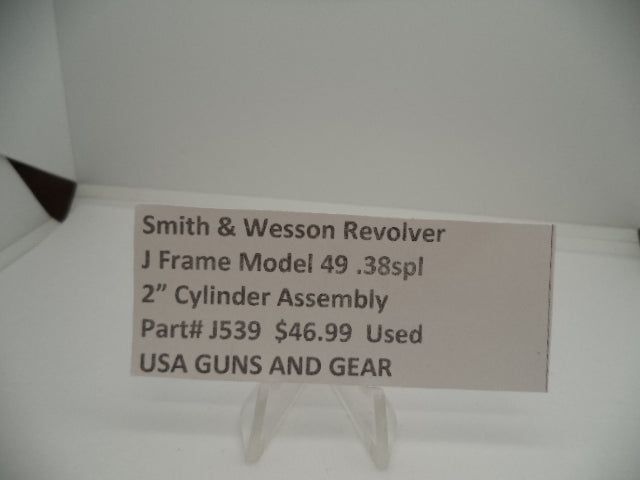 Smith & Wesson Revolver
J Frame Model 49 .38spl
2” Cylinder Assembly
Part# J539  $46.99  Used
USA GUNS AND GEAR